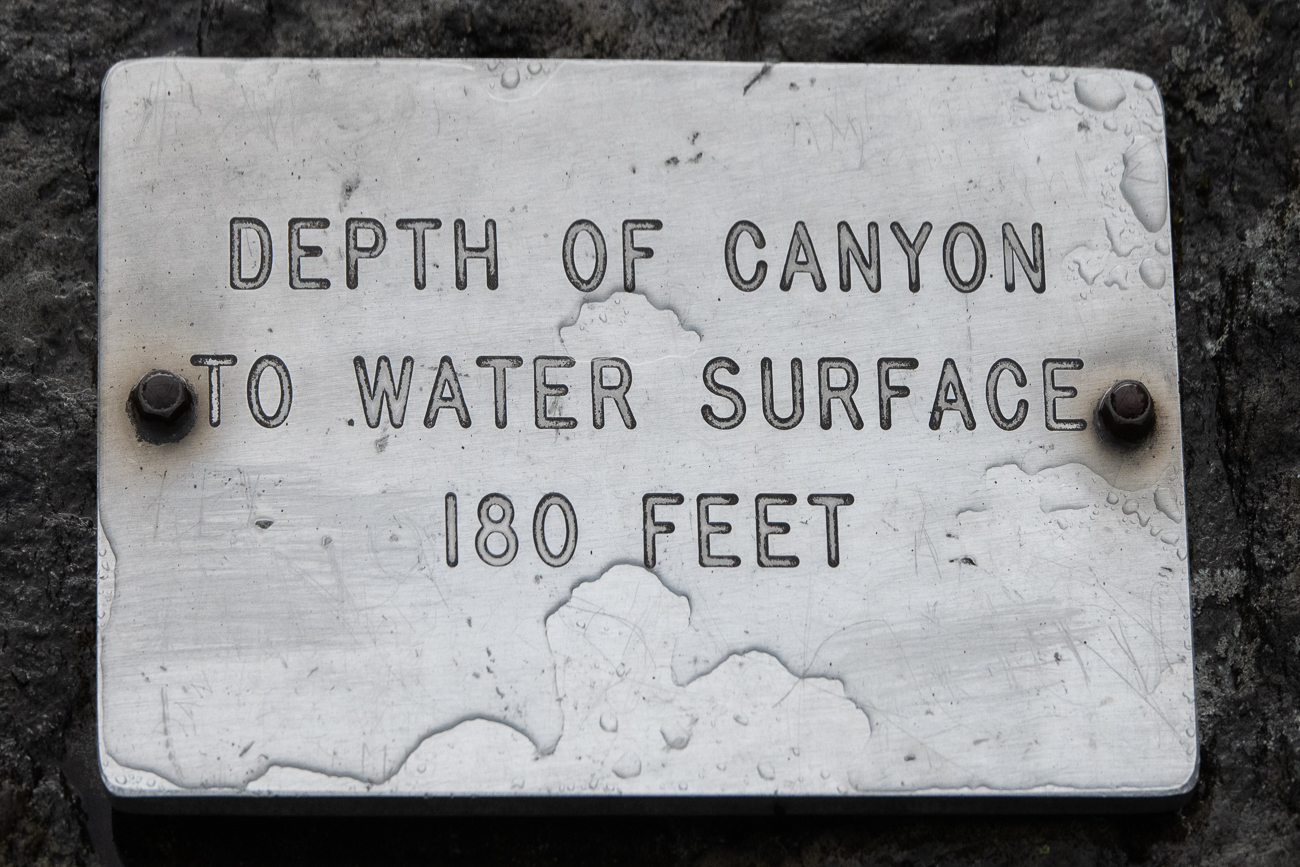 DEPTH OF CANYON
TO WATER SURFACE
180 FEET